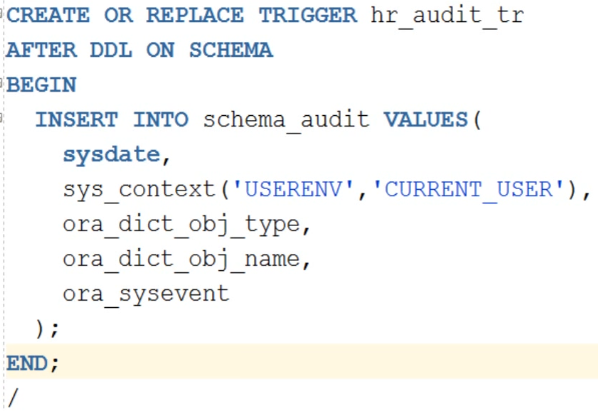 CREATE OR REPLACE TRIGGER hr_audit_tr
AFTER DDL ON SCHEMA
BEGIN
  INSERT INTO schema_audit VALUES(
    sysdate,
    sys_context('USERENV','CURRENT_USER'),
    ora_dict_obj_type,
    ora_dict_obj_name,
    ora_sysevent
  );
END;
/